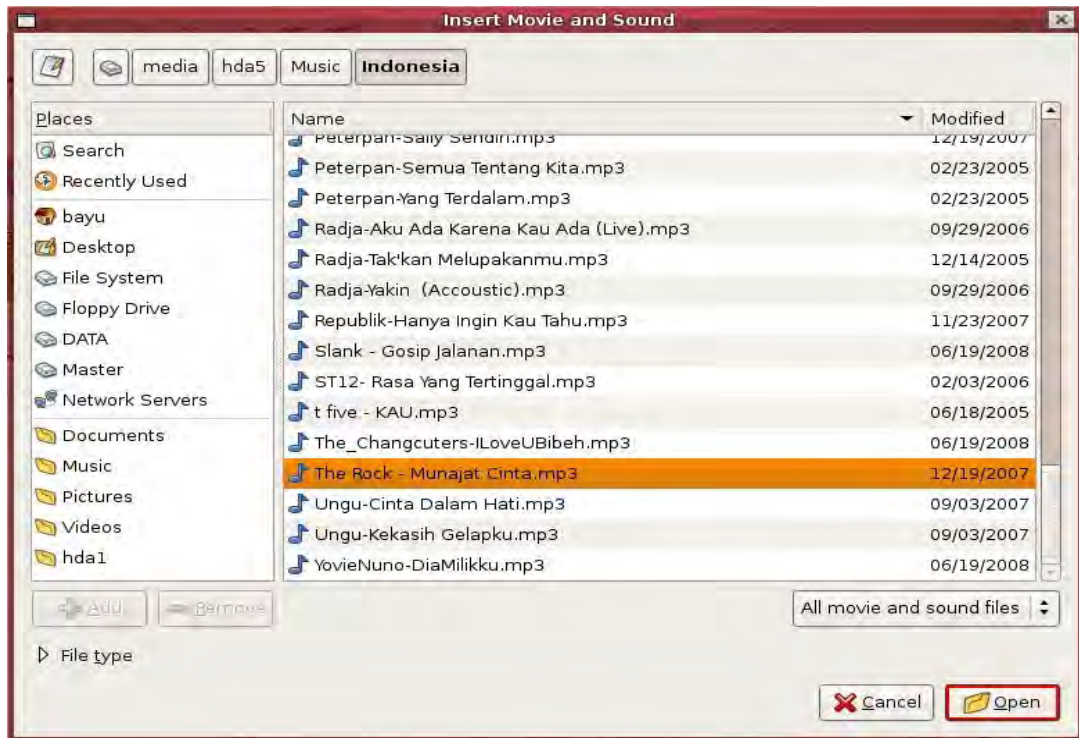 Insert Movie and Sound
media hda5 Music Indonesia
Places
Search
Recently Used
bayu
Desktop
File System
Floppy Drive
DATA
Master
Network Servers
Documents
Music
Pictures
Videos
hda1
Name Modified
Peterpan-Sally Sendiri.mp3 12/19/2007
Peterpan-Semua Tentang Kita.mp3 02/23/2005
Peterpan-Yang Terdalam.mp3 02/23/2005
Radja-Aku Ada Karena Kau Ada (Live).mp3 09/29/2006
Radja-Tak'kan Melupakanmu.mp3 12/14/2005
Radja-Yakin (Accoustic).mp3 09/29/2006
Republik-Hanya Ingin Kau Tahu.mp3 11/23/2007
Slank - Gosip Jalanan.mp3 06/19/2008
ST12- Rasa Yang Tertinggal.mp3 02/03/2006
t five - KAU.mp3 06/18/2005
The_Changcuters-ILoveUBibeh.mp3 06/19/2008
The Rock - Munajat Cinta.mp3 12/19/2007
Ungu-Cinta Dalam Hati.mp3 09/03/2007
Ungu-Kekasih Gelapku.mp3 09/03/2007
YovieNuno-DiaMilikku.mp3 06/19/2008
Add Remove
All movie and sound files
File type
Cancel Open